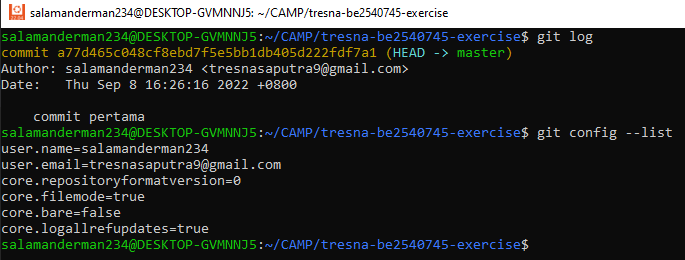 salamanderman234@DESKTOP-GVMNNJ5: ~/CAMP/tresna-be2540745-exercise
salamanderman234@DESKTOP-GVMNNJ5:~/CAMP/tresna-be2540745-exercise$ git log
commit a77d465c048cf8ebd7f5e5bb1db405d222fdf7a1 (HEAD -> master)
Author: salamanderman234 <tresnasaputra9@gmail.com>
Date:   Thu Sep 8 16:26:16 2022 +0800
    commit pertama
salamanderman234@DESKTOP-GVMNNJ5:~/CAMP/tresna-be2540745-exercise$ git config --list
user.name=salamanderman234
user.email=tresnasaputra9@gmail.com
core.repositoryformatversion=0
core.filemode=true
core.bare=false
core.logallrefupdates=true
salamanderman234@DESKTOP-GVMNNJ5:~/CAMP/tresna-be2540745-exercise$